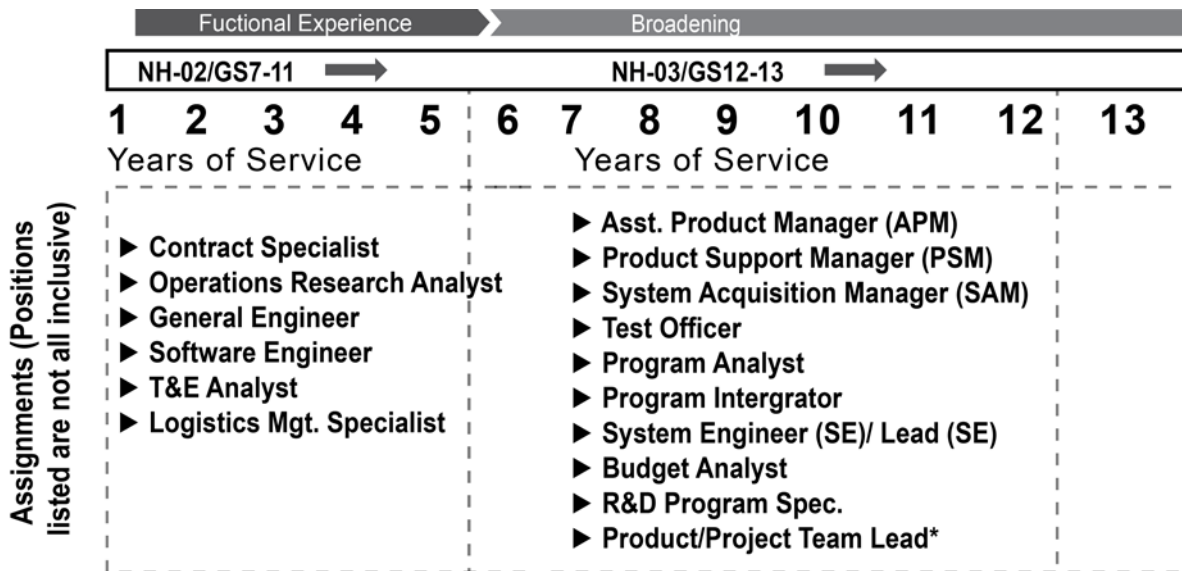 Fuctional Experience
Broadening
NH-02/GS7-11
NH-03/GS12-13
1 2 3 4 5 6 7 8 9 10 11 12 13
Years of Service
Years of Service
Assignments (Positions
listed are not all inclusive)
► Contract Specialist
► Operations Research Analyst
► General Engineer
► Software Engineer
► T&E Analyst
► Logistics Mgt. Specialist
► Asst. Product Manager (APM)
► Product Support Manager (PSM)
► System Acquisition Manager (SAM)
► Test Officer
► Program Analyst
► Program Intergrator
► System Engineer (SE)/ Lead (SE)
► Budget Analyst
► R&D Program Spec.
► Product/Project Team Lead*